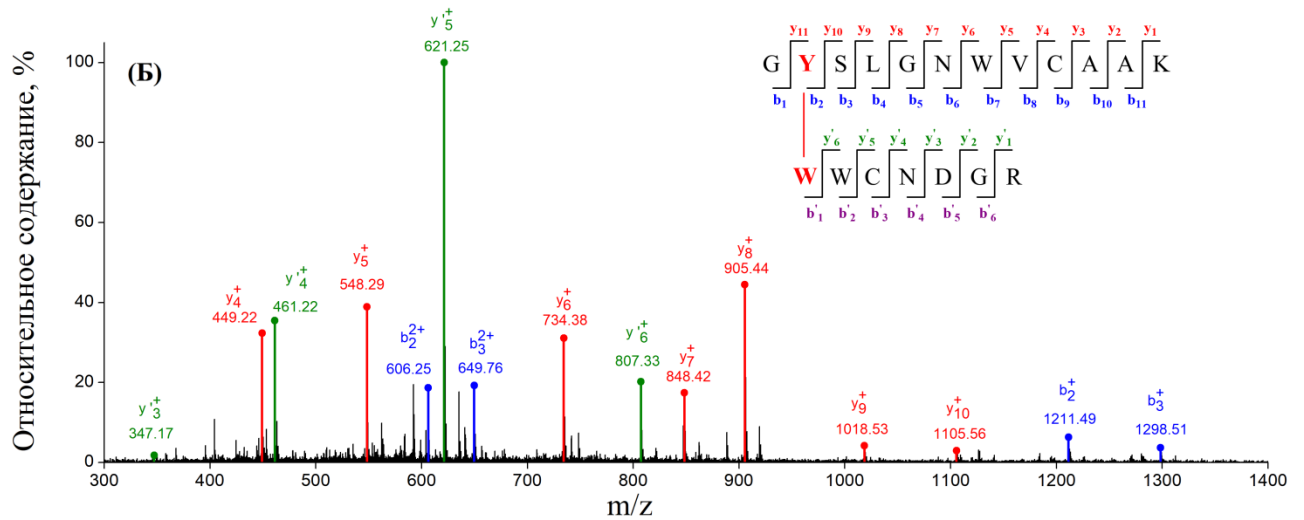 (Б)
Относительное содержание, %
100
80
60
40
20
0
300 400 500 600 700 800 900 1000 1100 1200 1300 1400
m/z
y'₃⁺
347.17
y₄⁺
449.22
y'₄⁺
461.22
y₅⁺
548.29
b₂²⁺
606.25
y'₅⁺
621.25
b₃²⁺
649.76
y₆⁺
734.38
y'₆⁺
807.33
y₇⁺
848.42
y₈⁺
905.44
y₉⁺
1018.53
y₁₀⁺
1105.56
b₂⁺
1211.49
b₃⁺
1298.51
y₁₁ y₁₀ y₉ y₈ y₇ y₆ y₅ y₄ y₃ y₂ y₁
G Y S L G N W V C A A K
b₁ b₂ b₃ b₄ b₅ b₆ b₇ b₈ b₉ b₁₀ b₁₁
y'₆ y'₅ y'₄ y'₃ y'₂ y'₁
W W C N D G R
b'₁ b'₂ b'₃ b'₄ b'₅ b'₆